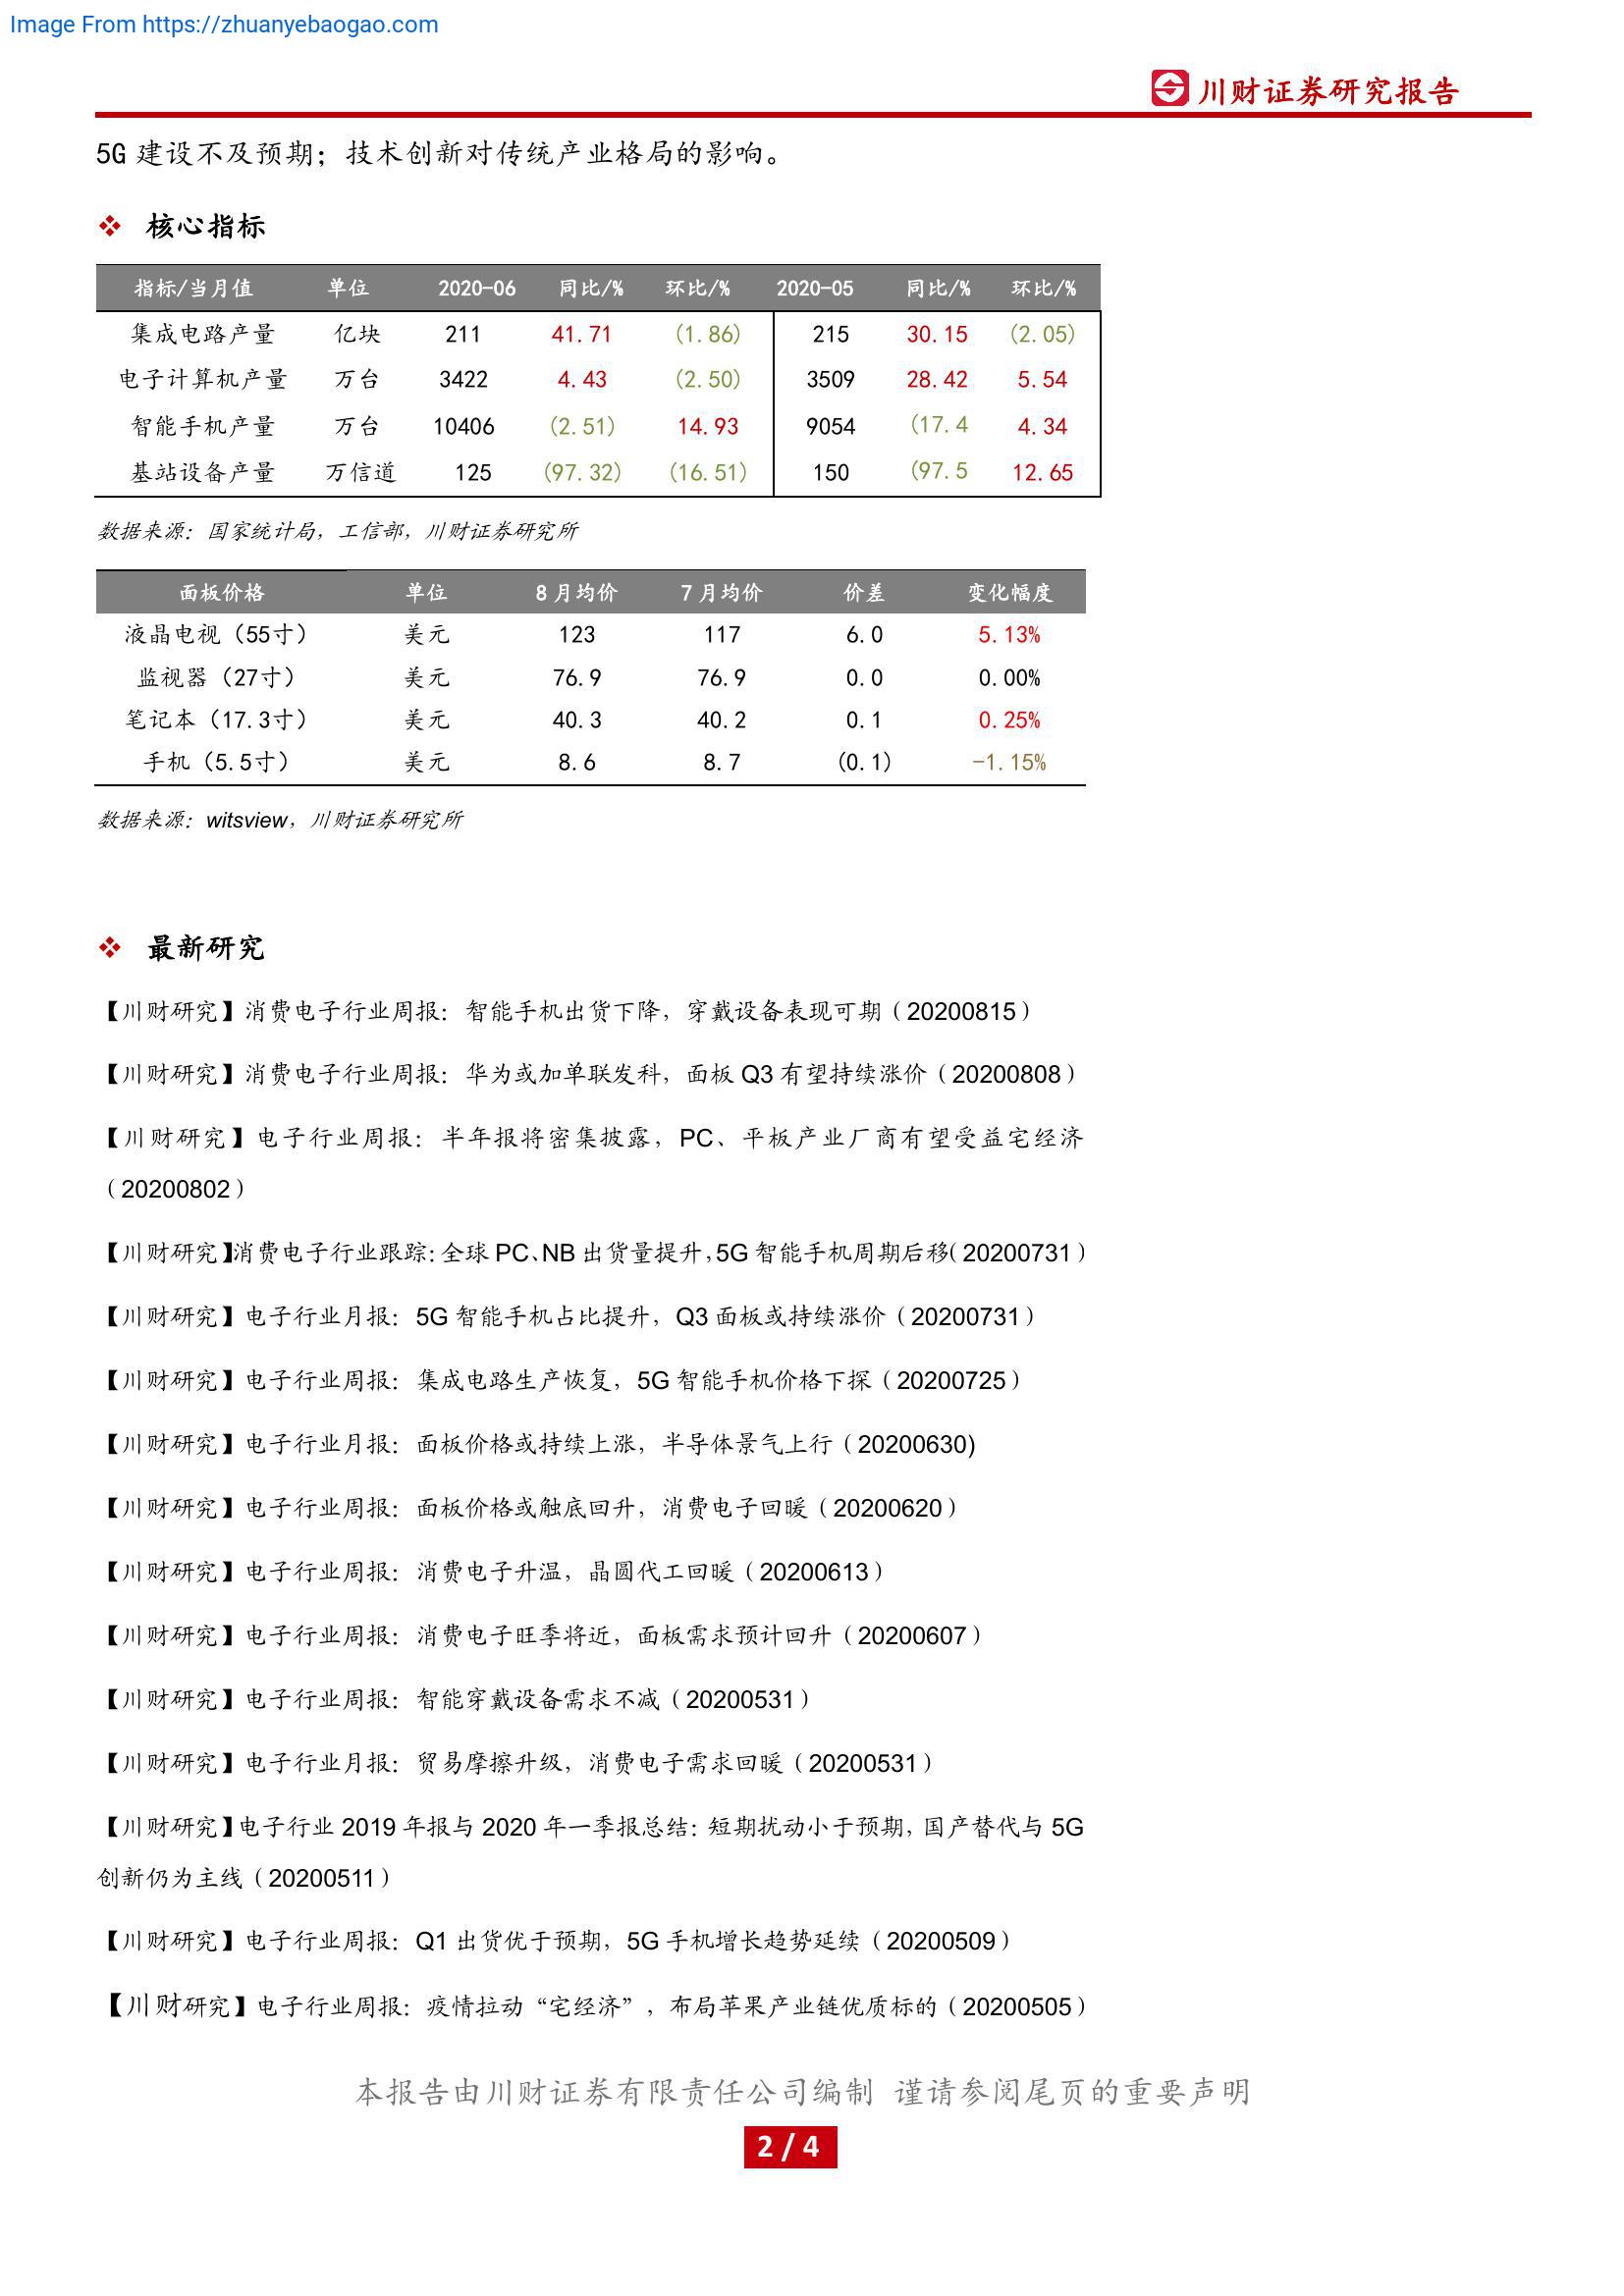 Image From https://zhuanyebaogao.com
川财证券研究报告
5G 建设不及预期；技术创新对传统产业格局的影响。
❖ 核心指标
指标/当月值 单位 2020-06 同比/% 环比/% 2020-05 同比/% 环比/%
集成电路产量 亿块 211 41.71 (1.86) 215 30.15 (2.05)
电子计算机产量 万台 3422 4.43 (2.50) 3509 28.42 5.54
智能手机产量 万台 10406 (2.51) 14.93 9054 (17.4 4.34
基站设备产量 万信道 125 (97.32) (16.51) 150 (97.5 12.65
数据来源：国家统计局，工信部，川财证券研究所
面板价格 单位 8 月均价 7 月均价 价差 变化幅度
液晶电视（55寸） 美元 123 117 6.0 5.13%
监视器（27寸） 美元 76.9 76.9 0.0 0.00%
笔记本（17.3寸） 美元 40.3 40.2 0.1 0.25%
手机（5.5寸） 美元 8.6 8.7 (0.1) -1.15%
数据来源：witsview，川财证券研究所
❖ 最新研究
【川财研究】消费电子行业周报：智能手机出货下降，穿戴设备表现可期（20200815）
【川财研究】消费电子行业周报：华为或加单联发科，面板 Q3 有望持续涨价（20200808）
【川财研究】电子行业周报：半年报将密集披露，PC、平板产业厂商有望受益宅经济
（20200802）
【川财研究】消费电子行业跟踪：全球 PC、NB 出货量提升，5G 智能手机周期后移（20200731）
【川财研究】电子行业月报：5G 智能手机占比提升，Q3 面板或持续涨价（20200731）
【川财研究】电子行业周报：集成电路生产恢复，5G 智能手机价格下探（20200725）
【川财研究】电子行业月报：面板价格或持续上涨，半导体景气上行（20200630)
【川财研究】电子行业周报：面板价格或触底回升，消费电子回暖（20200620）
【川财研究】电子行业周报：消费电子升温，晶圆代工回暖（20200613）
【川财研究】电子行业周报：消费电子旺季将近，面板需求预计回升（20200607）
【川财研究】电子行业周报：智能穿戴设备需求不减（20200531）
【川财研究】电子行业月报：贸易摩擦升级，消费电子需求回暖（20200531）
【川财研究】电子行业 2019 年报与 2020 年一季报总结：短期扰动小于预期，国产替代与 5G
创新仍为主线（20200511）
【川财研究】电子行业周报：Q1 出货优于预期，5G 手机增长趋势延续（20200509）
【川财研究】电子行业周报：疫情拉动“宅经济”，布局苹果产业链优质标的（20200505）
本报告由川财证券有限责任公司编制 谨请参阅尾页的重要声明
2 / 4